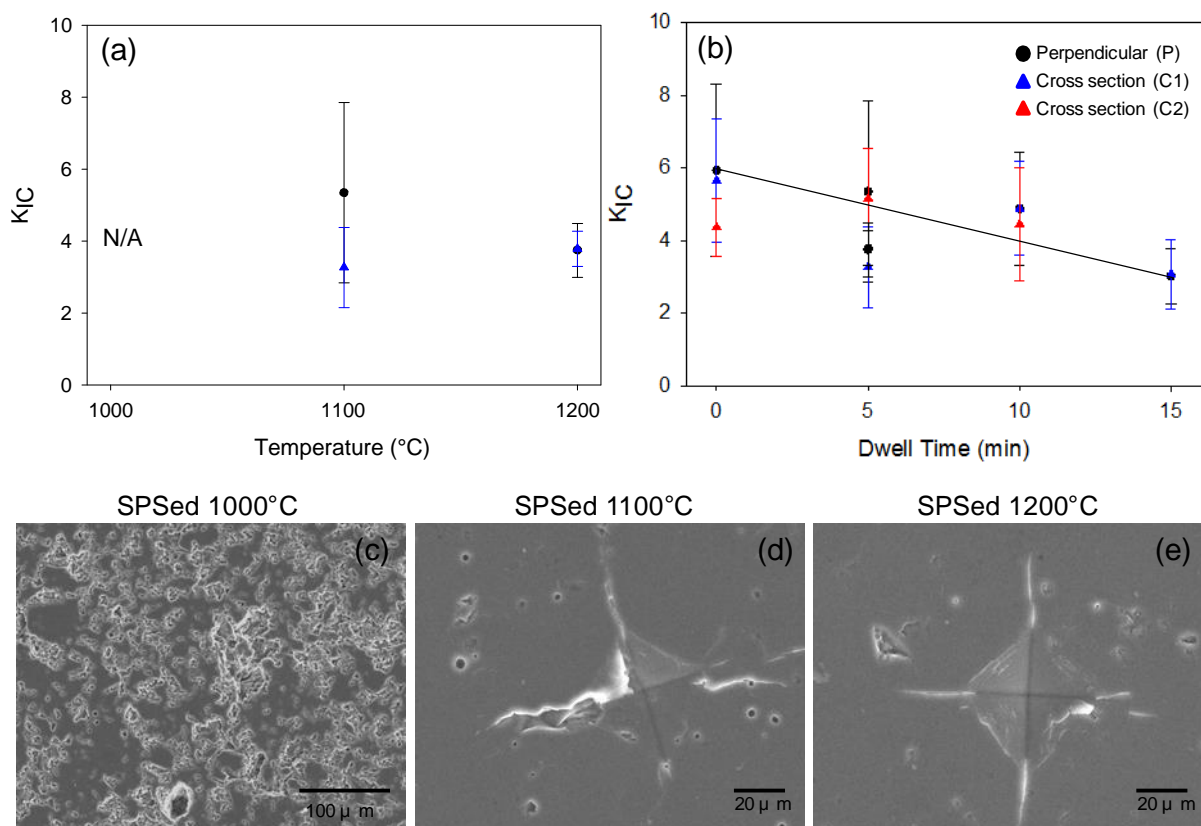 (a)
10
8
6
4
2
0
K_IC
N/A
1000 1100 1200
Temperature (°C)
(b)
Perpendicular (P)
Cross section (C1)
Cross section (C2)
10
8
6
4
2
0
K_IC
0 5 10 15
Dwell Time (min)
SPSed 1000°C
(c)
100 μ m
SPSed 1100°C
(d)
20 μ m
SPSed 1200°C
(e)
20 μ m